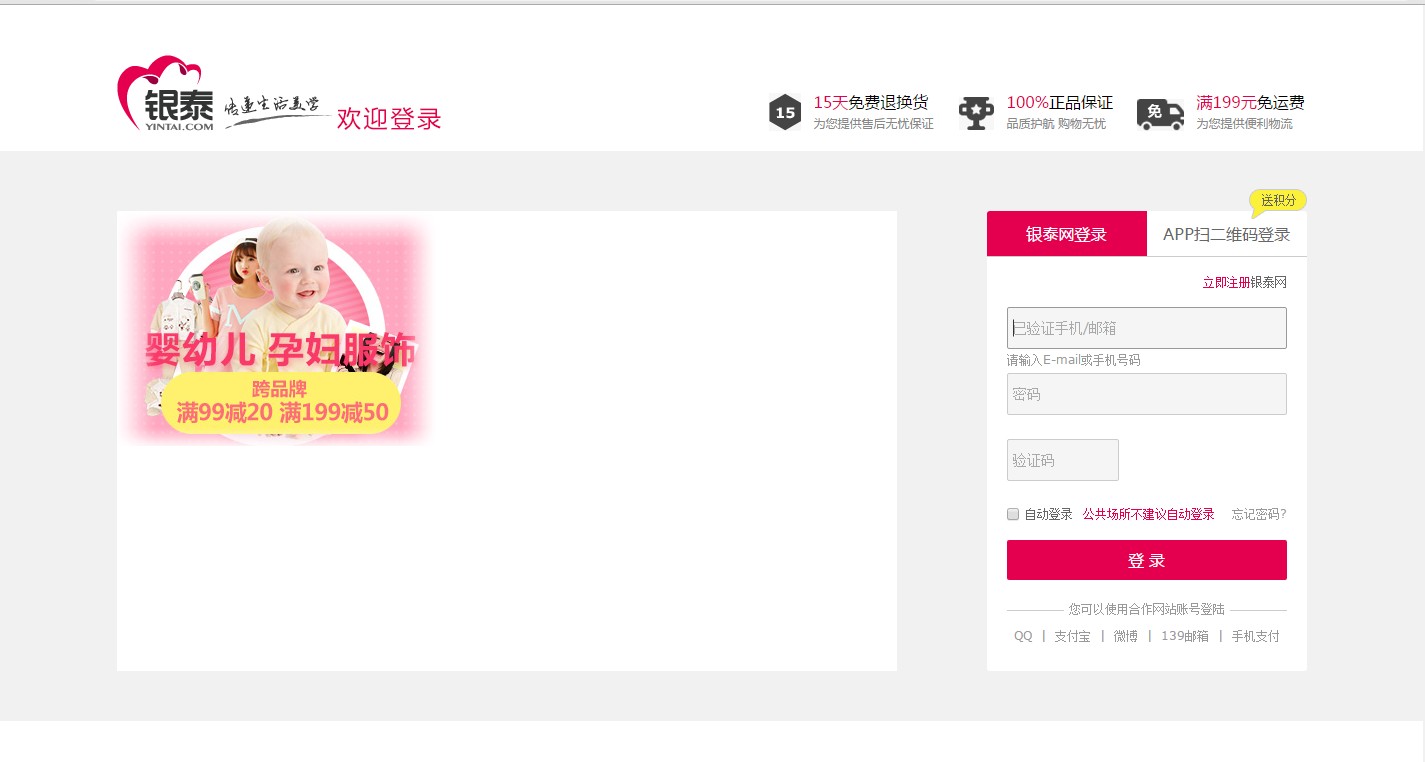 银泰
YINTAI.COM
传递生活美学
欢迎登录
15
15天免费退换货
为您提供售后无忧保证
100%正品保证
品质护航 购物无忧
免
满199元免运费
为您提供便利物流
婴幼儿 孕妇服饰
跨品牌
满99减20 满199减50
送积分
银泰网登录
APP扫二维码登录
立即注册银泰网
已验证手机/邮箱
请输入E-mail或手机号码
密码
验证码
自动登录 公共场所不建议自动登录 忘记密码?
登 录
您可以使用合作网站账号登陆
QQ | 支付宝 | 微博 | 139邮箱 | 手机支付